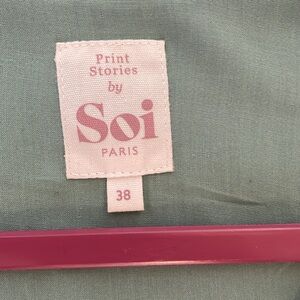 Print
Stories
by
Soi
PARIS
38